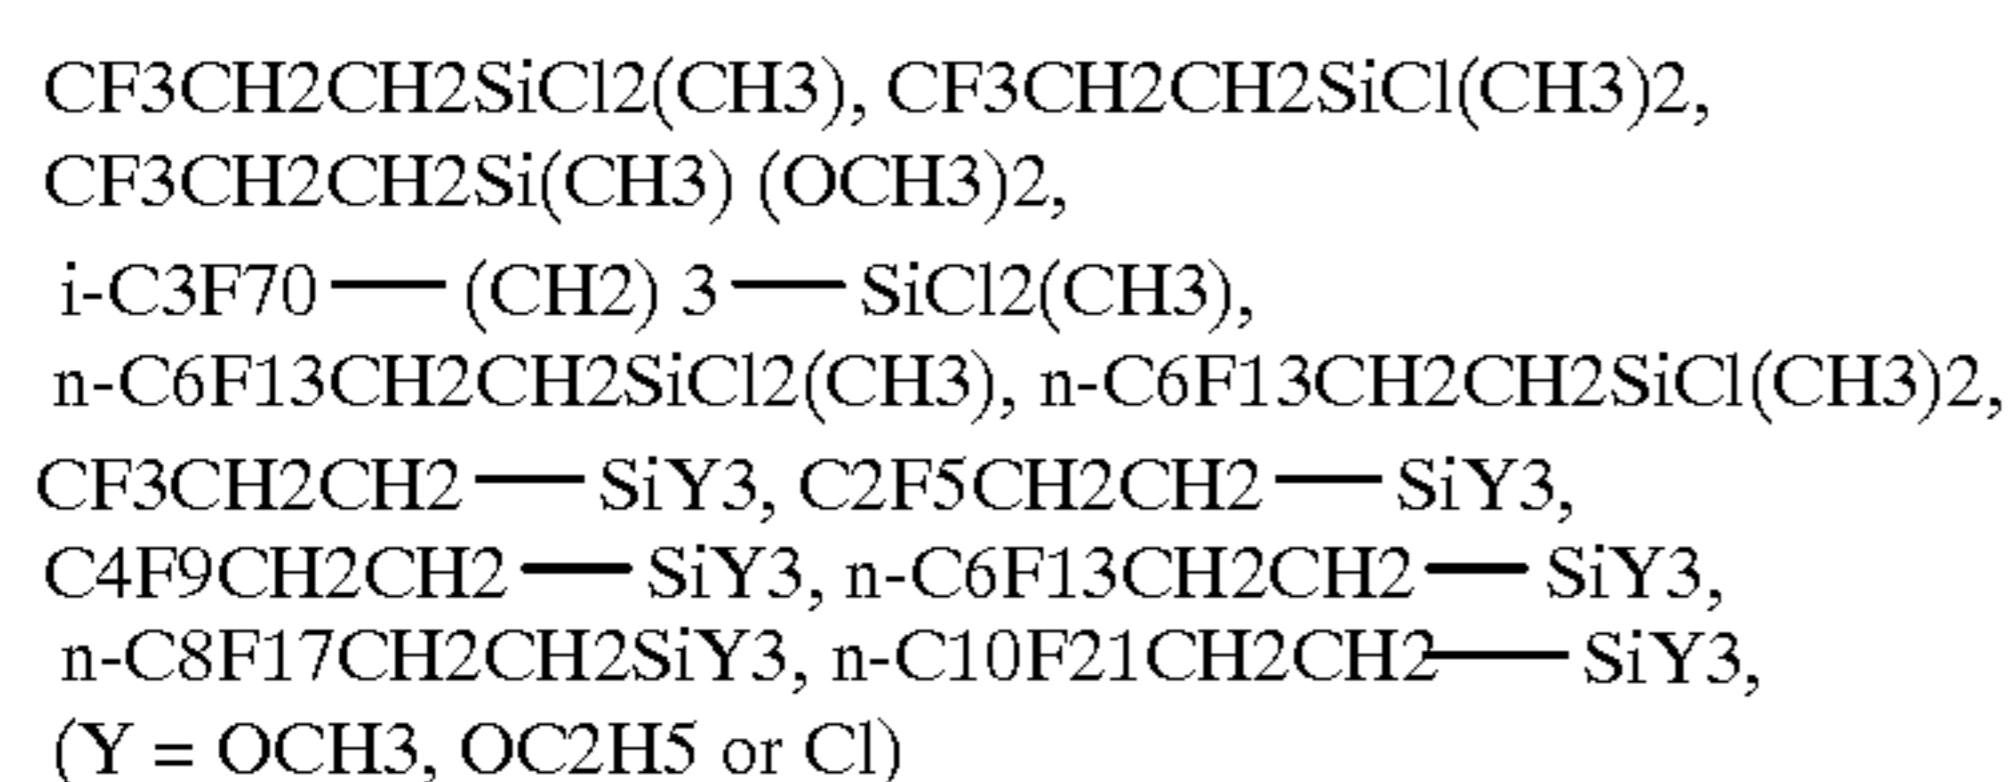 CF3CH2CH2SiCl2(CH3), CF3CH2CH2SiCl(CH3)2,
CF3CH2CH2Si(CH3) (OCH3)2,
i-C3F70—(CH2) 3—SiCl2(CH3),
n-C6F13CH2CH2SiCl2(CH3), n-C6F13CH2CH2SiCl(CH3)2,
CF3CH2CH2—SiY3, C2F5CH2CH2—SiY3,
C4F9CH2CH2—SiY3, n-C6F13CH2CH2—SiY3,
n-C8F17CH2CH2SiY3, n-C10F21CH2CH2—SiY3,
(Y = OCH3, OC2H5 or Cl)